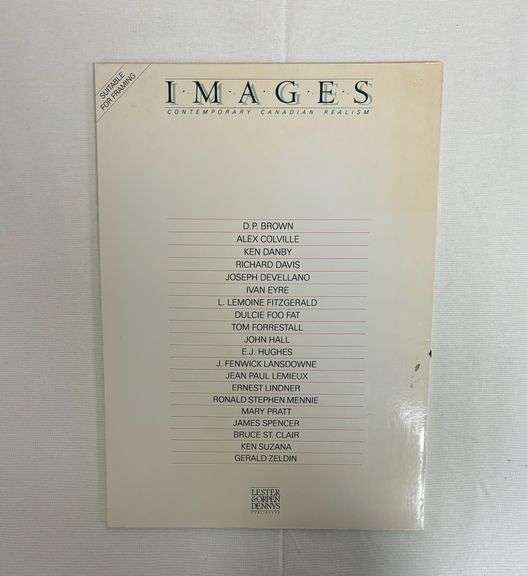 SUITABLE
FOR FRAMING
I·M·A·G·E·S
CONTEMPORARY CANADIAN REALISM
D.P. BROWN
ALEX COLVILLE
KEN DANBY
RICHARD DAVIS
JOSEPH DEVELLANO
IVAN EYRE
L. LEMOINE FITZGERALD
DULCIE FOO FAT
TOM FORRESTALL
JOHN HALL
E.J. HUGHES
J. FENWICK LANSDOWNE
JEAN PAUL LEMIEUX
ERNEST LINDNER
RONALD STEPHEN MENNIE
MARY PRATT
JAMES SPENCER
BRUCE ST. CLAIR
KEN SUZANA
GERALD ZELDIN
LESTER
&ORPEN
DENNYS
PUBLISHERS